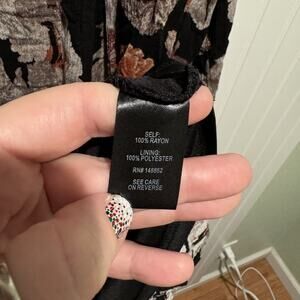 SELF:
100% RAYON
LINING:
100% POLYESTER
RN# 148852
SEE CARE
ON REVERSE